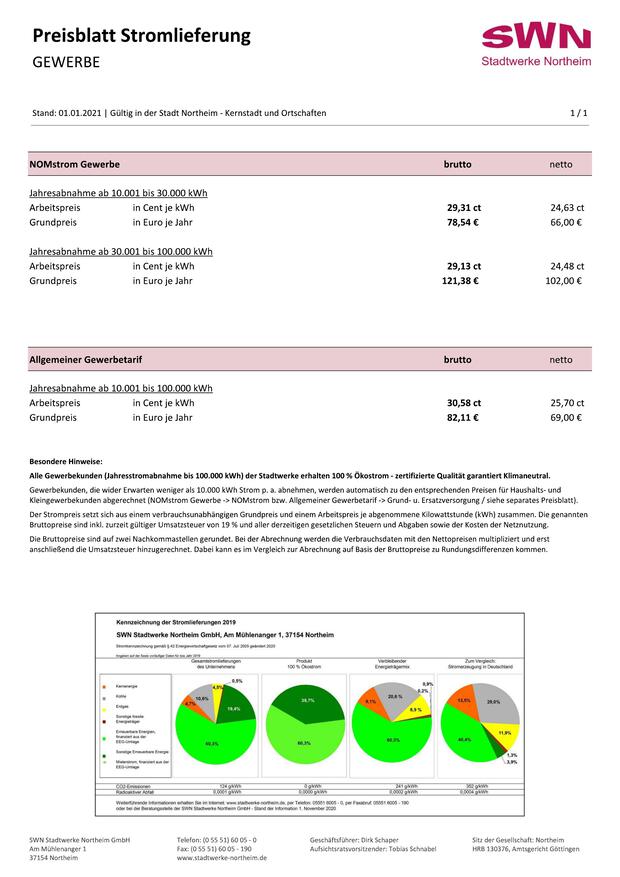 Preisblatt Stromlieferung
GEWERBE
SWN
Stadtwerke Northeim
Stand: 01.01.2021 | Gültig in der Stadt Northeim - Kernstadt und Ortschaften 1 / 1
NOMstrom Gewerbe brutto netto
Jahresabnahme ab 10.001 bis 30.000 kWh
Arbeitspreis in Cent je kWh 29,31 ct 24,63 ct
Grundpreis in Euro je Jahr 78,54 € 66,00 €
Jahresabnahme ab 30.001 bis 100.000 kWh
Arbeitspreis in Cent je kWh 29,13 ct 24,48 ct
Grundpreis in Euro je Jahr 121,38 € 102,00 €
Allgemeiner Gewerbetarif brutto netto
Jahresabnahme ab 10.001 bis 100.000 kWh
Arbeitspreis in Cent je kWh 30,58 ct 25,70 ct
Grundpreis in Euro je Jahr 82,11 € 69,00 €
Besondere Hinweise:
Alle Gewerbekunden (Jahresstromabnahme bis 100.000 kWh) der Stadtwerke erhalten 100 % Ökostrom - zertifizierte Qualität garantiert Klimaneutral.
Gewerbekunden, die wider Erwarten weniger als 10.000 kWh Strom p. a. abnehmen, werden automatisch zu den entsprechenden Preisen für Haushalts- und
Kleingewerbekunden abgerechnet (NOMstrom Gewerbe -> NOMstrom bzw. Allgemeiner Gewerbetarif -> Grund- u. Ersatzversorgung / siehe separates Preisblatt).
Der Strompreis setzt sich aus einem verbrauchsunabhängigen Grundpreis und einem Arbeitspreis je abgenommene Kilowattstunde (kWh) zusammen. Die genannten
Bruttopreise sind inkl. zurzeit gültiger Umsatzsteuer von 19 % und aller derzeitigen gesetzlichen Steuern und Abgaben sowie der Kosten der Netznutzung.
Die Bruttopreise sind auf zwei Nachkommastellen gerundet. Bei der Abrechnung werden die Verbrauchsdaten mit den Nettopreisen multipliziert und erst
anschließend die Umsatzsteuer hinzugerechnet. Dabei kann es im Vergleich zur Abrechnung auf Basis der Bruttopreise zu Rundungsdifferenzen kommen.
Kennzeichnung der Stromlieferungen 2019
SWN Stadtwerke Northeim GmbH, Am Mühlenanger 1, 37154 Northeim
Stromkennzeichnung gemäß § 42 Energiewirtschaftsgesetz vom 07. Juli 2005 geändert 2020
Angaben auf der Basis vorläufiger Daten für das Jahr 2019
Gesamtstromlieferungen des Unternehmens
Produkt 100 % Ökostrom
Verbleibender Energieträgermix
Zum Vergleich: Stromerzeugung in Deutschland
Kernenergie
Kohle
Erdgas
Sonstige fossile
Energieträger
Erneuerbare Energien,
finanziert aus der
EEG-Umlage
Sonstige Erneuerbare Energie
Mieterstrom, finanziert aus der
EEG-Umlage
4,7% 10,6% 4,5% 0,5% 19,4% 60,3%
39,7% 60,3%
9,1% 20,6 % 8,9 % 0,9% 0,2% 60,3%
13,5% 29,0% 11,9% 1,3% 3,9% 40,4%
CO2-Emissionen 124 g/kWh 0 g/kWh 241 g/kWh 352 g/kWh
Radioaktiver Abfall 0,0001 g/kWh 0,0000 g/kWh 0,0002 g/kWh 0,0004 g/kWh
Weiterführende Informationen erhalten Sie im Internet: www.stadtwerke-northeim.de, per Telefon: 05551 6005 - 0, per Faxabruf: 05551 6005 - 190
oder bei der Beratungsstelle der SWN Stadtwerke Northeim GmbH - Stand der Information 1. November 2020
SWN Stadtwerke Northeim GmbH Telefon: (0 55 51) 60 05 - 0 Geschäftsführer: Dirk Schaper Sitz der Gesellschaft: Northeim
Am Mühlenanger 1 Fax: (0 55 51) 60 05 - 190 Aufsichtsratsvorsitzender: Tobias Schnabel HRB 130376, Amtsgericht Göttingen
37154 Northeim www.stadtwerke-northeim.de